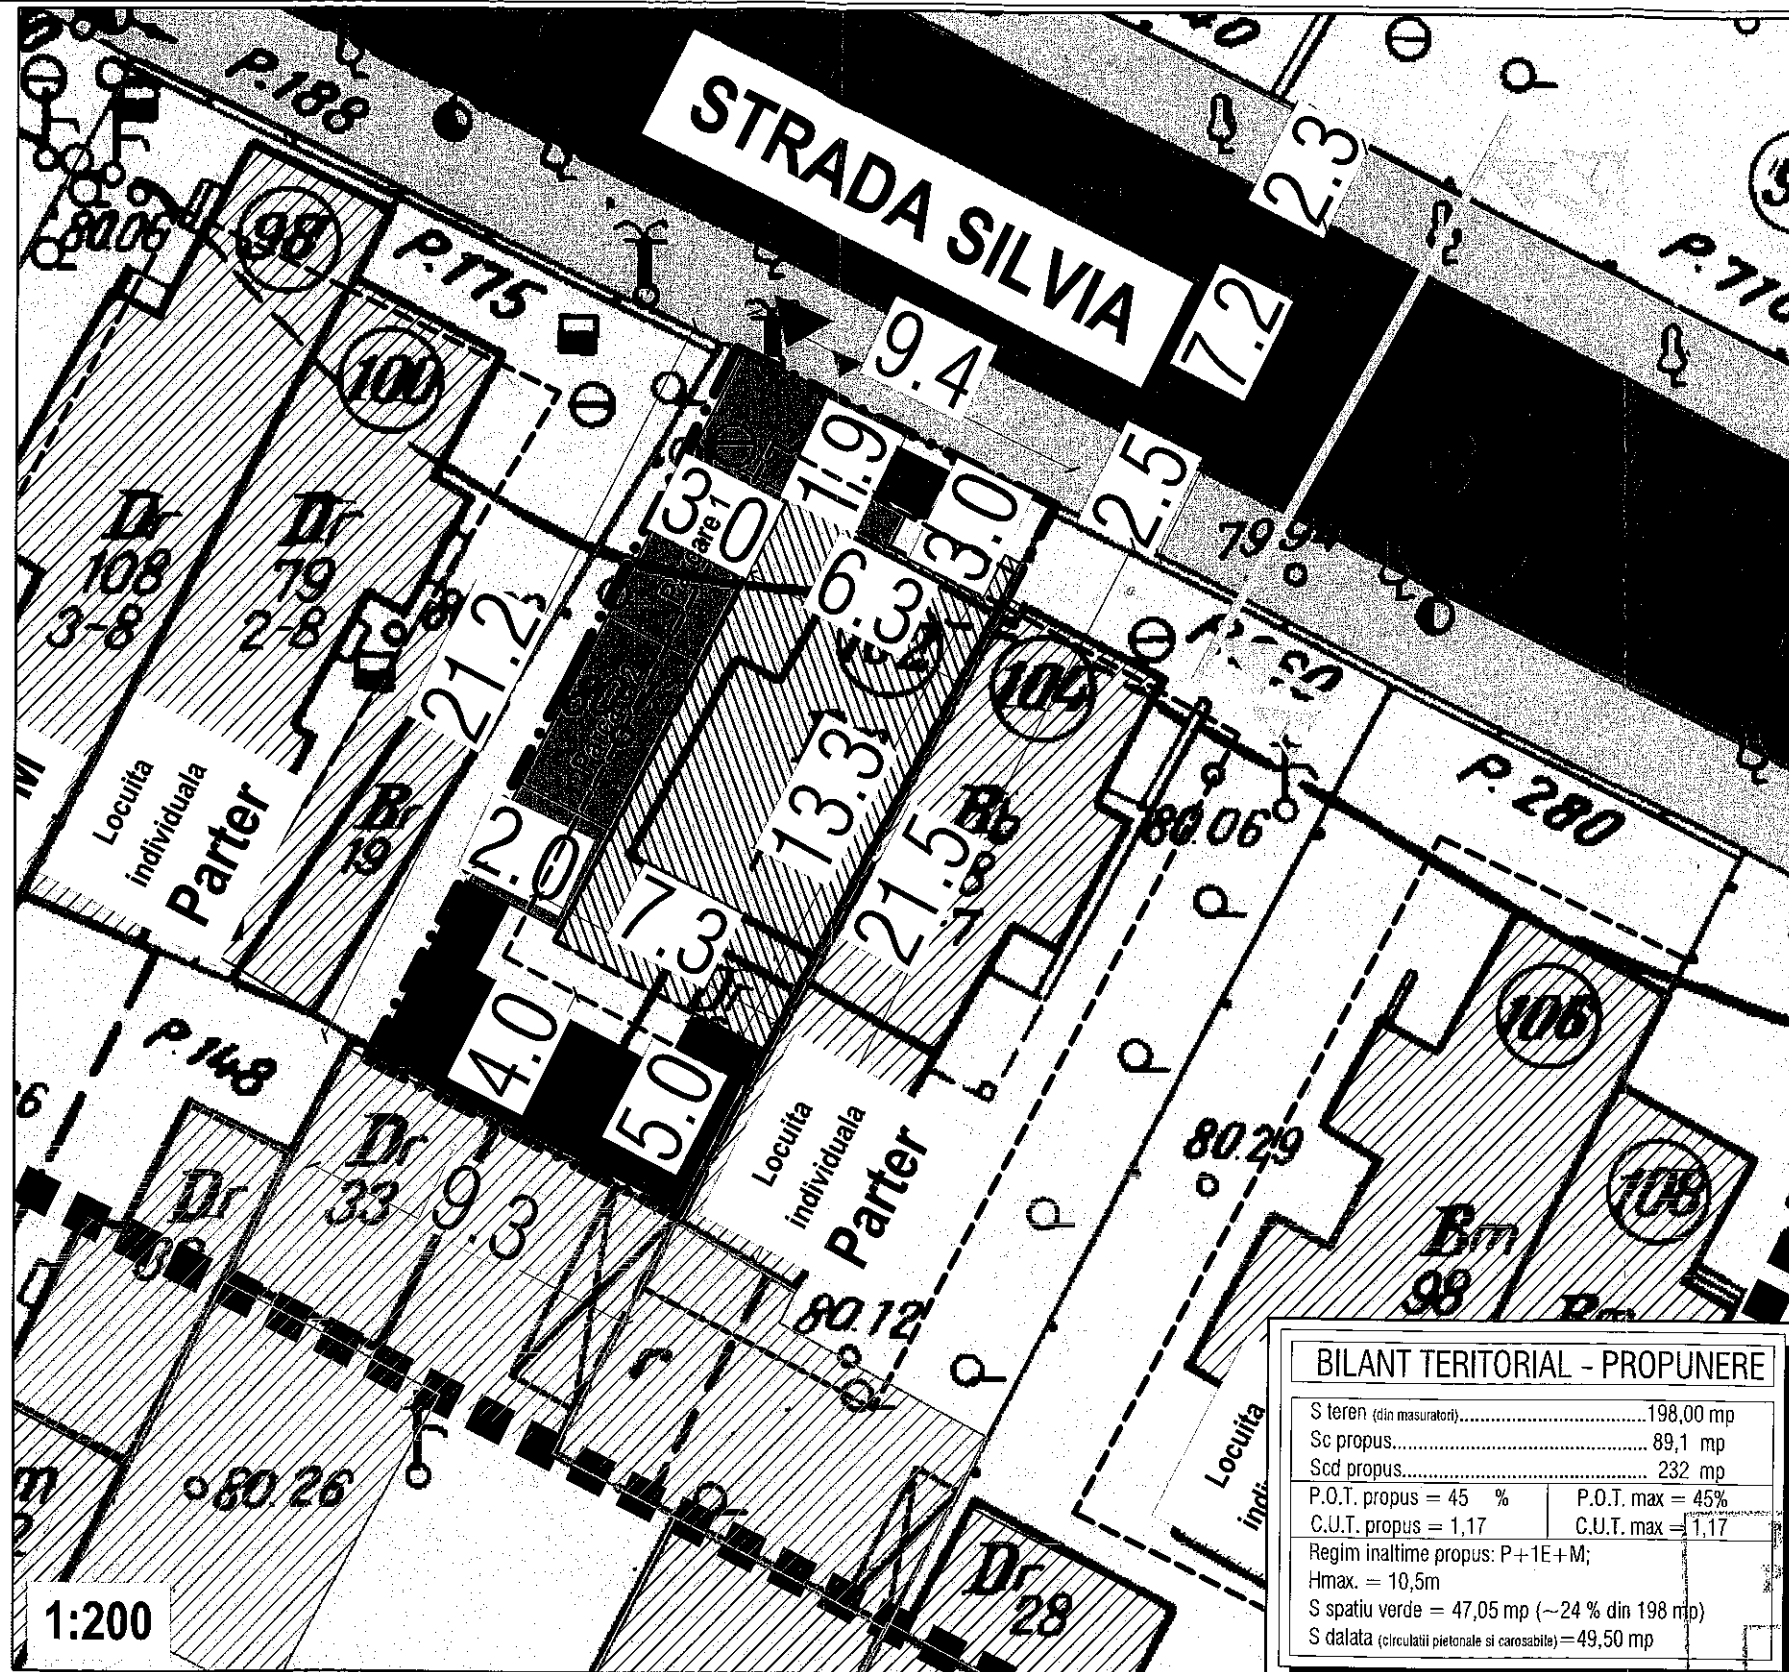 P.188
40
STRADA SILVIA
2.3
P.175
98
80.06
100
9.4
7.2
1.9
3.0
3.0
2.5
6.3
Dr
108
3-8
Dr
79
2-8
21.2
104
P.280
Locuita
individuala
Parter
19
2.0
13.3
21.5
7.3
80.06
106
108
P.148
4.0
5.0
Dr
33
9.3
Dr
Locuita
individuala
Parter
80.29
Bm
98
80.12
80.26
Dr
28
Locuita
1:200
BILANT TERITORIAL - PROPUNERE
S teren (din masuratori)..................................198,00 mp
Sc propus............................................. 89,1 mp
Scd propus........................................... 232 mp
P.O.T. propus = 45 % P.O.T. max = 45%
C.U.T. propus = 1,17 C.U.T. max = 1,17
Regim inaltime propus: P+1E+M;
Hmax. = 10,5m
S spatiu verde = 47,05 mp (~24 % din 198 mp)
S dalata (circulatii pietonale si carosabile)=49,50 mp